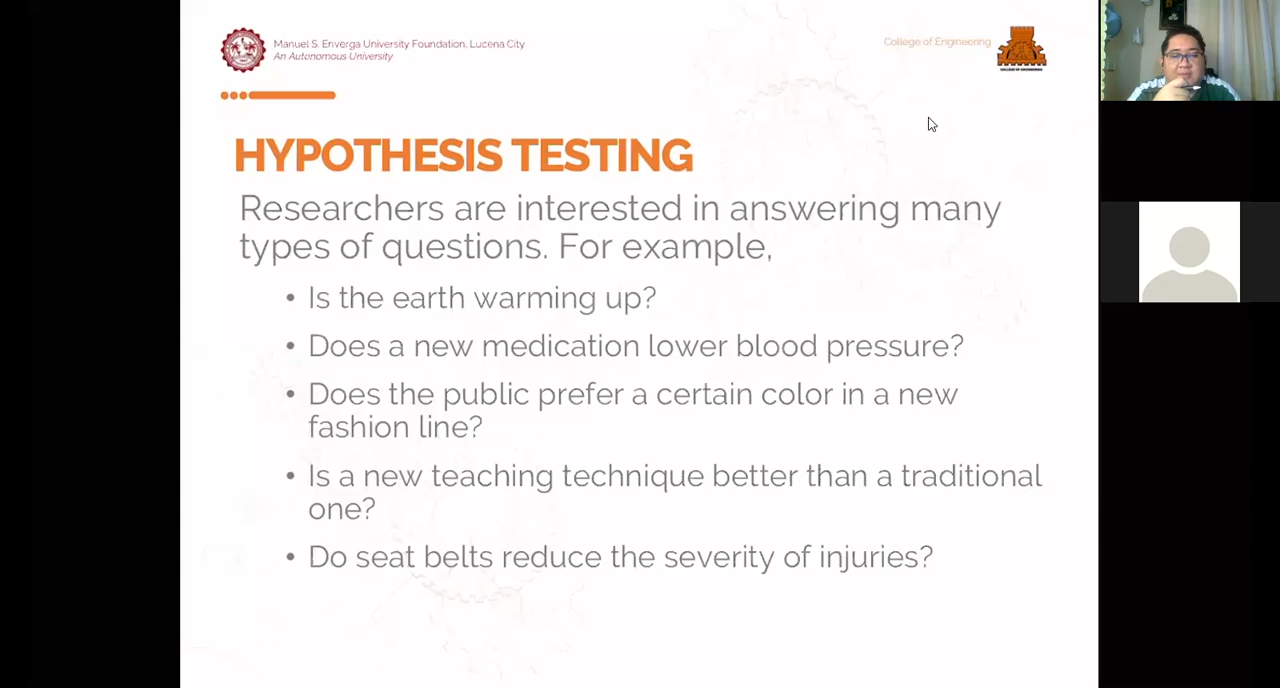 Manuel S. Enverga University Foundation, Lucena City
An Autonomous University
College of Engineering
COLLEGE OF ENGINEERING
HYPOTHESIS TESTING
Researchers are interested in answering many
types of questions. For example,
• Is the earth warming up?
• Does a new medication lower blood pressure?
• Does the public prefer a certain color in a new
fashion line?
• Is a new teaching technique better than a traditional
one?
• Do seat belts reduce the severity of injuries?